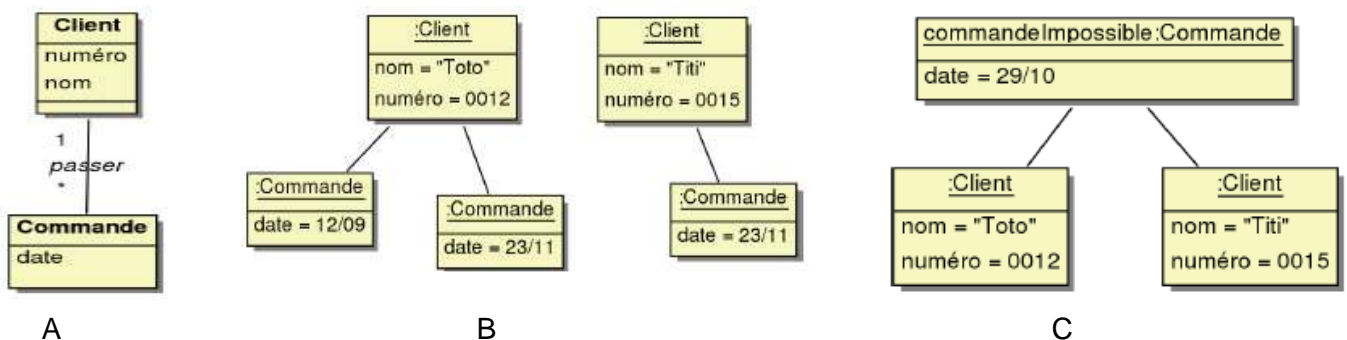 Client
numéro
nom
1
passer
*
Commande
date
A
:Client
nom = "Toto"
numéro = 0012
:Client
nom = "Titi"
numéro = 0015
:Commande
date = 12/09
:Commande
date = 23/11
:Commande
date = 23/11
B
commandeImpossible:Commande
date = 29/10
:Client
nom = "Toto"
numéro = 0012
:Client
nom = "Titi"
numéro = 0015
C